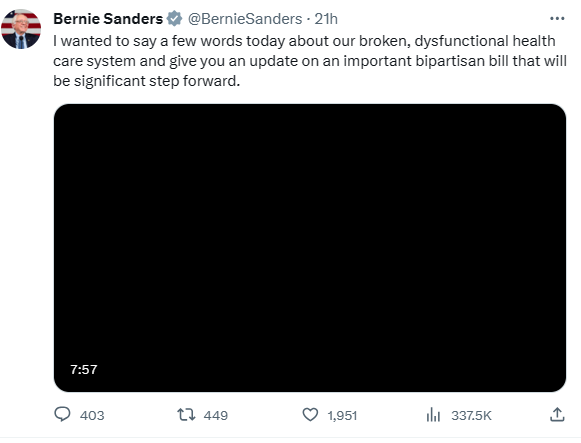 Bernie Sanders @BernieSanders · 21h
I wanted to say a few words today about our broken, dysfunctional health
care system and give you an update on an important bipartisan bill that will
be significant step forward.
7:57
403 449 1,951 337.5K